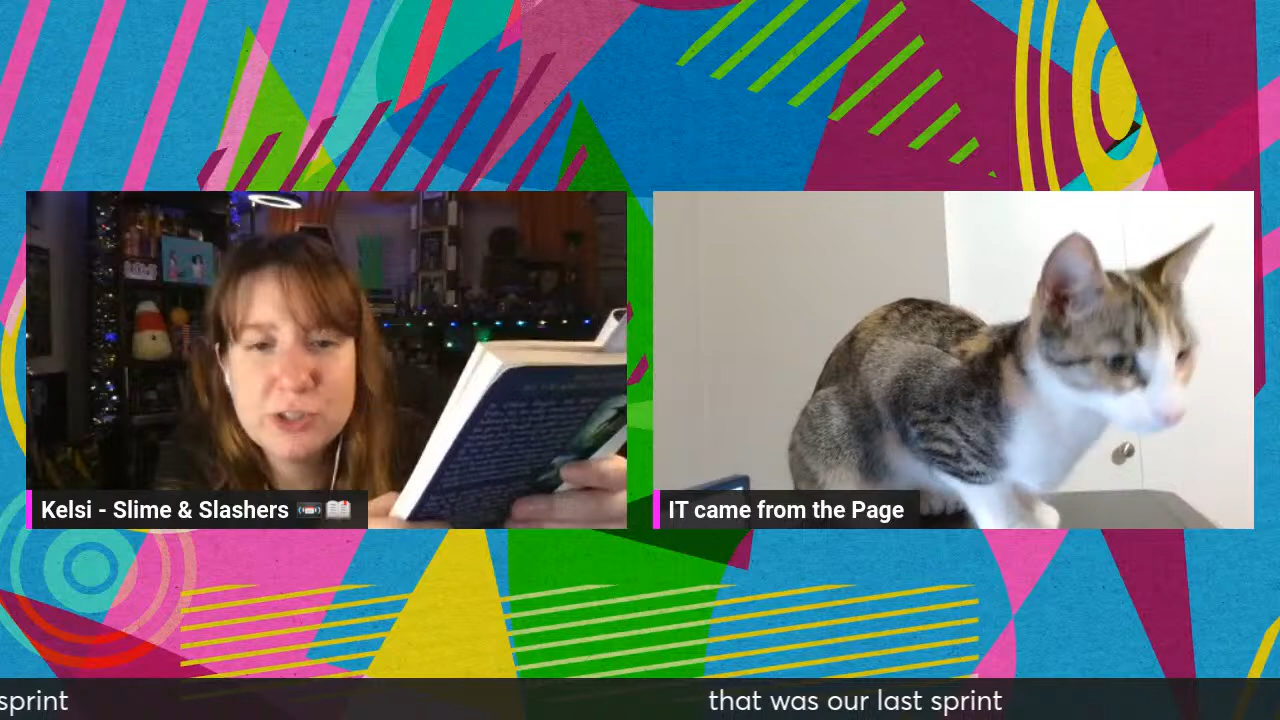 Kelsi - Slime & Slashers 📼📖
IT came from the Page
sprint
that was our last sprint